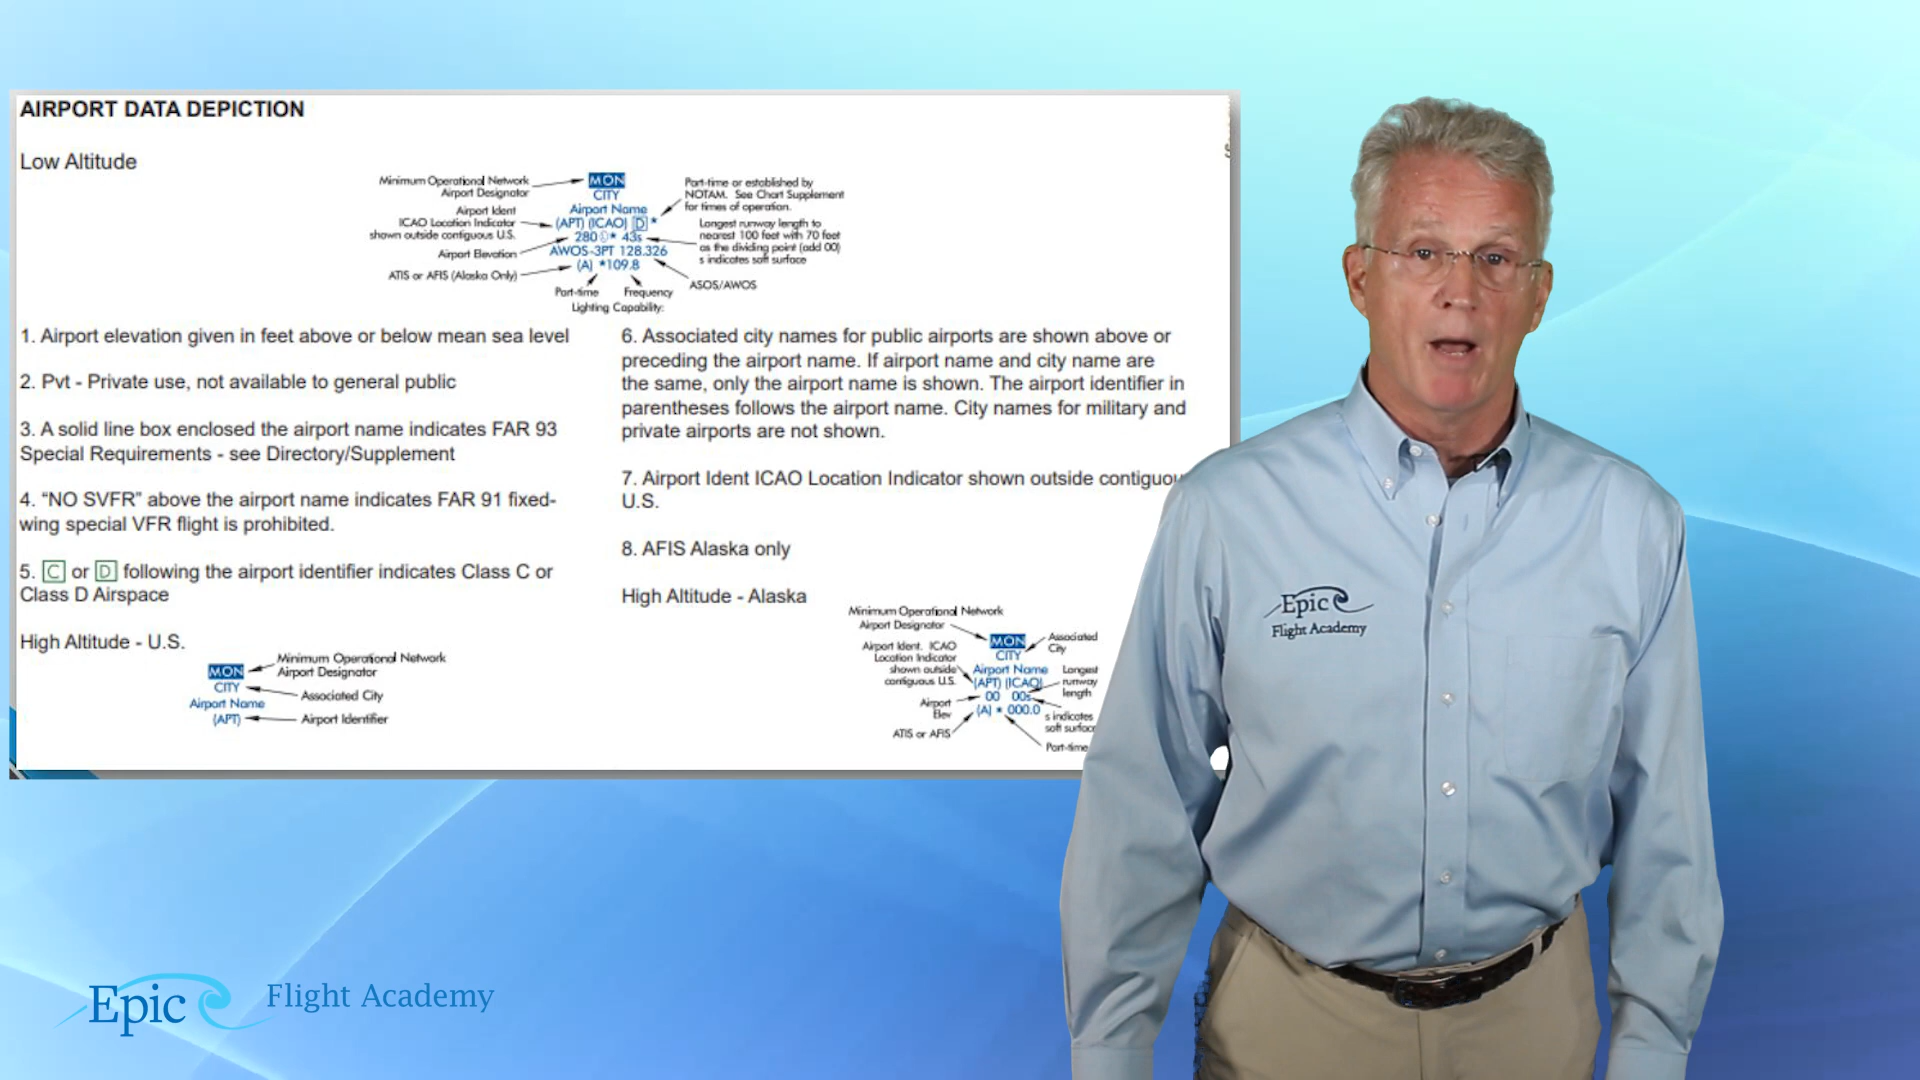 AIRPORT DATA DEPICTION
Low Altitude
Minimum Operational Network
Airport Designator
Airport Ident
ICAO Location Indicator
shown outside contiguous U.S.
Airport Elevation
ATIS or AFIS (Alaska Only)
MON
CITY
Airport Name
(APT) (ICAO) D *
280 L * 43s
AWOS-3PT 128.326
(A) *109.8
Part-time
Frequency
Lighting Capability:
Part-time or established by
NOTAM. See Chart Supplement
for times of operation.
Longest runway length to
nearest 100 feet with 70 feet
as the dividing point (add 00)
s indicates soft surface
ASOS/AWOS
1. Airport elevation given in feet above or below mean sea level
2. Pvt - Private use, not available to general public
3. A solid line box enclosed the airport name indicates FAR 93
Special Requirements - see Directory/Supplement
4. “NO SVFR” above the airport name indicates FAR 91 fixed-
wing special VFR flight is prohibited.
5. C or D following the airport identifier indicates Class C or
Class D Airspace
High Altitude - U.S.
MON
CITY
Airport Name
(APT)
Minimum Operational Network
Airport Designator
Associated City
Airport Identifier
6. Associated city names for public airports are shown above or
preceding the airport name. If airport name and city name are
the same, only the airport name is shown. The airport identifier in
parentheses follows the airport name. City names for military and
private airports are not shown.
7. Airport Ident ICAO Location Indicator shown outside contiguou
U.S.
8. AFIS Alaska only
High Altitude - Alaska
Minimum Operational Network
Airport Designator
Airport Ident. ICAO
Location Indicator
shown outside
contiguous U.S.
Airport
Elev
ATIS or AFIS
MON
CITY
Airport Name
(APT) (ICAO)
00 00s
(A) * 000.0
Associated
City
Longest
runway
length
s indicates
soft surface
Part-time
Epic
Flight Academy
Epic Flight Academy